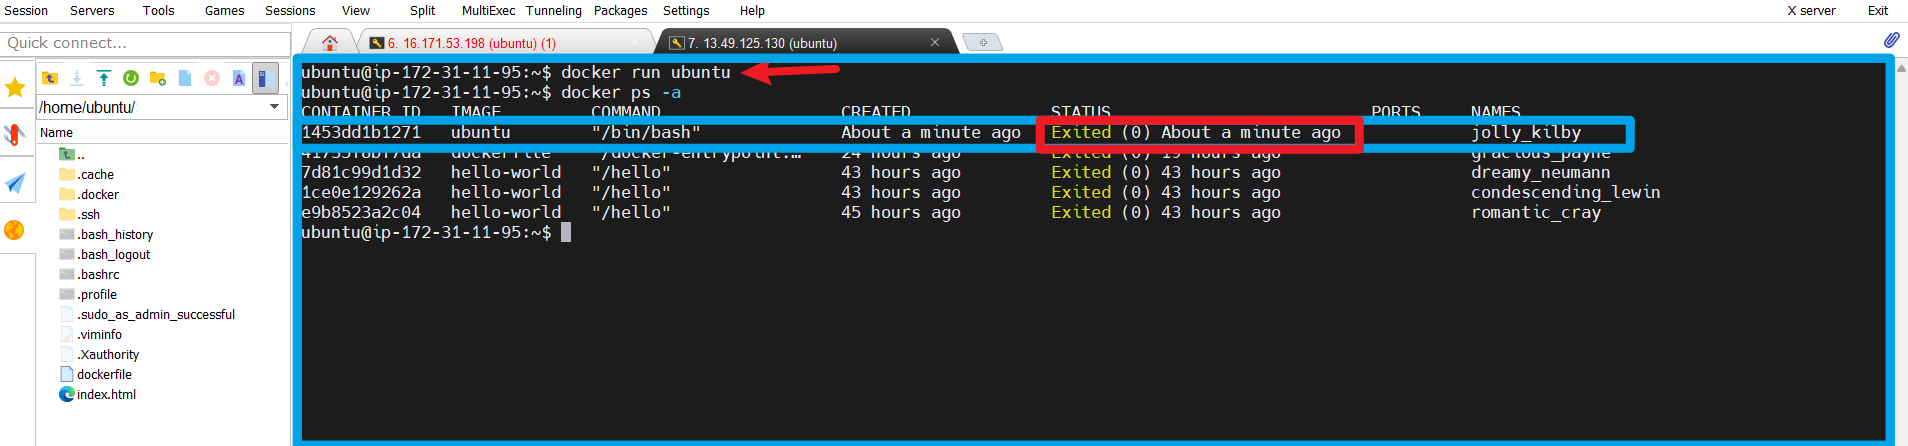 Session Servers Tools Games Sessions View Split MultiExec Tunneling Packages Settings Help X server Exit
Quick connect...
6. 16.171.53.198 (ubuntu) (1)
7. 13.49.125.130 (ubuntu)
/home/ubuntu/
Name
..
.cache
.docker
.ssh
.bash_history
.bash_logout
.bashrc
.profile
.sudo_as_admin_successful
.viminfo
.Xauthority
dockerfile
index.html
ubuntu@ip-172-31-11-95:~$ docker run ubuntu
ubuntu@ip-172-31-11-95:~$ docker ps -a
CONTAINER ID IMAGE COMMAND CREATED STATUS PORTS NAMES
1453dd1b1271 ubuntu "/bin/bash" About a minute ago Exited (0) About a minute ago jolly_kilby
dockerfile "/docker-entrypoint.…" 24 hours ago Exited (0) 19 hours ago gracious_payne
7d81c99d1d32 hello-world "/hello" 43 hours ago Exited (0) 43 hours ago dreamy_neumann
1ce0e129262a hello-world "/hello" 43 hours ago Exited (0) 43 hours ago condescending_lewin
e9b8523a2c04 hello-world "/hello" 45 hours ago Exited (0) 43 hours ago romantic_cray
ubuntu@ip-172-31-11-95:~$